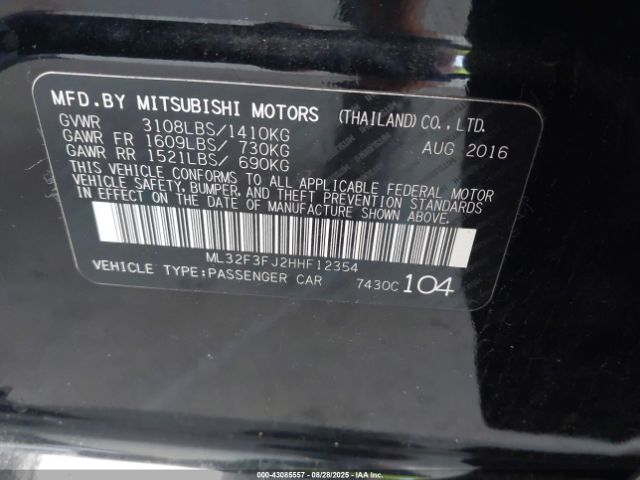 MFD.BY MITSUBISHI MOTORS (THAILAND)CO.,LTD.
GVWR 3108LBS/1410KG
GAWR FR 1609LBS/ 730KG AUG 2016
GAWR RR 1521LBS/ 690KG
THIS VEHICLE CONFORMS TO ALL APPLICABLE FEDERAL MOTOR
VEHICLE SAFETY, BUMPER, AND THEFT PREVENTION STANDARDS
IN EFFECT ON THE DATE OF MANUFACTURE SHOWN ABOVE.
ML32F3FJ2HHF12354
VEHICLE TYPE:PASSENGER CAR 7430C 104
000-43085557 - 08/28/2025 - IAAI.COM